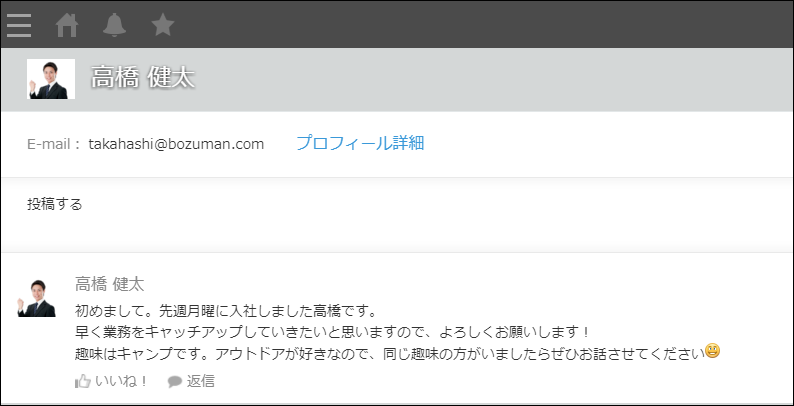 高橋 健太
E-mail： takahashi@bozuman.com プロフィール詳細
投稿する
高橋 健太
初めまして。先週月曜に入社しました高橋です。
早く業務をキャッチアップしていきたいと思いますので、よろしくお願いします！
趣味はキャンプです。アウトドアが好きなので、同じ趣味の方がいましたらぜひお話させてください
いいね！ 返信